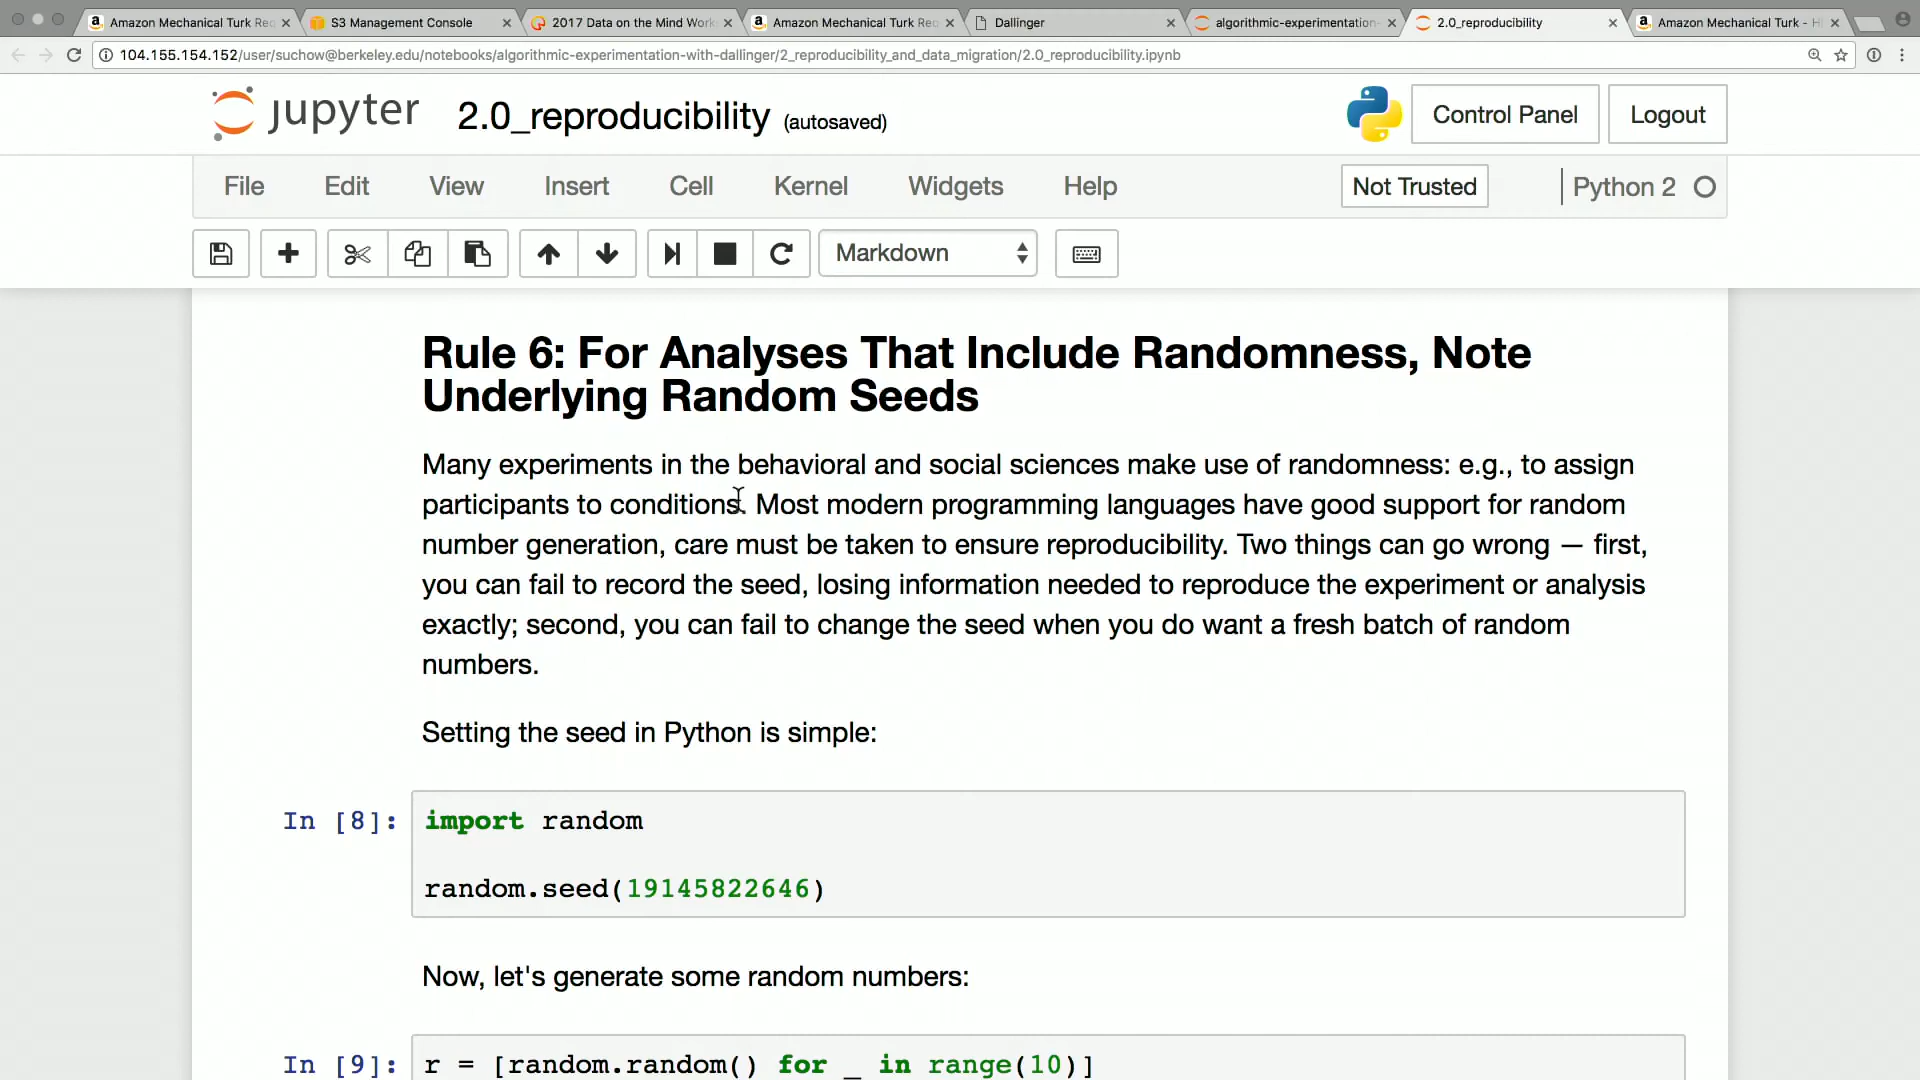 Amazon Mechanical Turk Req
S3 Management Console
2017 Data on the Mind Work
Amazon Mechanical Turk Req
Dallinger
algorithmic-experimentation-
2.0_reproducibility
Amazon Mechanical Turk - H
104.155.154.152/user/suchow@berkeley.edu/notebooks/algorithmic-experimentation-with-dallinger/2_reproducibility_and_data_migration/2.0_reproducibility.ipynb
jupyter 2.0_reproducibility (autosaved)
Control Panel Logout
File Edit View Insert Cell Kernel Widgets Help Not Trusted Python 2
Markdown
Rule 6: For Analyses That Include Randomness, Note
Underlying Random Seeds
Many experiments in the behavioral and social sciences make use of randomness: e.g., to assign
participants to conditions. Most modern programming languages have good support for random
number generation, care must be taken to ensure reproducibility. Two things can go wrong — first,
you can fail to record the seed, losing information needed to reproduce the experiment or analysis
exactly; second, you can fail to change the seed when you do want a fresh batch of random
numbers.
Setting the seed in Python is simple:
In [8]: import random
random.seed(19145822646)
Now, let's generate some random numbers:
In [9]: r = [random.random() for _ in range(10)]